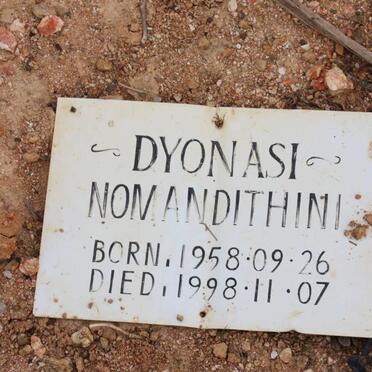 ~ DYONASI ~
NOMANDITHINI
BORN. 1958·09·26
DIED. 1998·11·07